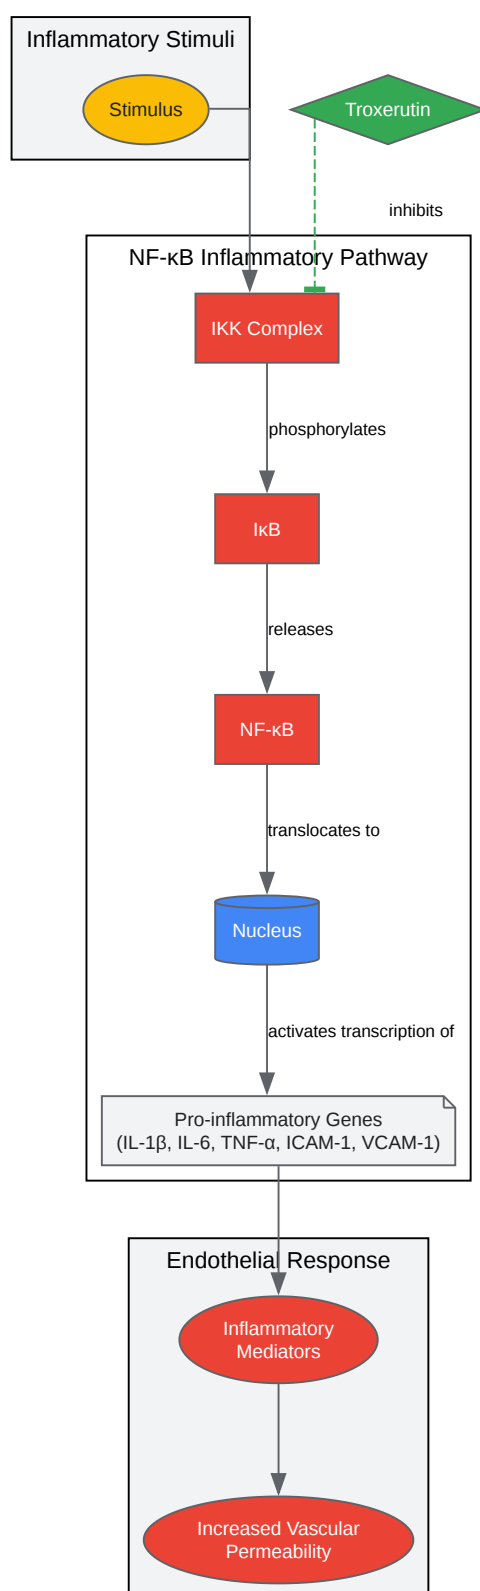 Inflammatory Stimuli
Stimulus
Troxerutin
inhibits
NF-κB Inflammatory Pathway
IKK Complex
phosphorylates
IκB
releases
NF-κB
translocates to
Nucleus
activates transcription of
Pro-inflammatory Genes
(IL-1β, IL-6, TNF-α, ICAM-1, VCAM-1)
Endothelial Response
Inflammatory
Mediators
Increased Vascular
Permeability